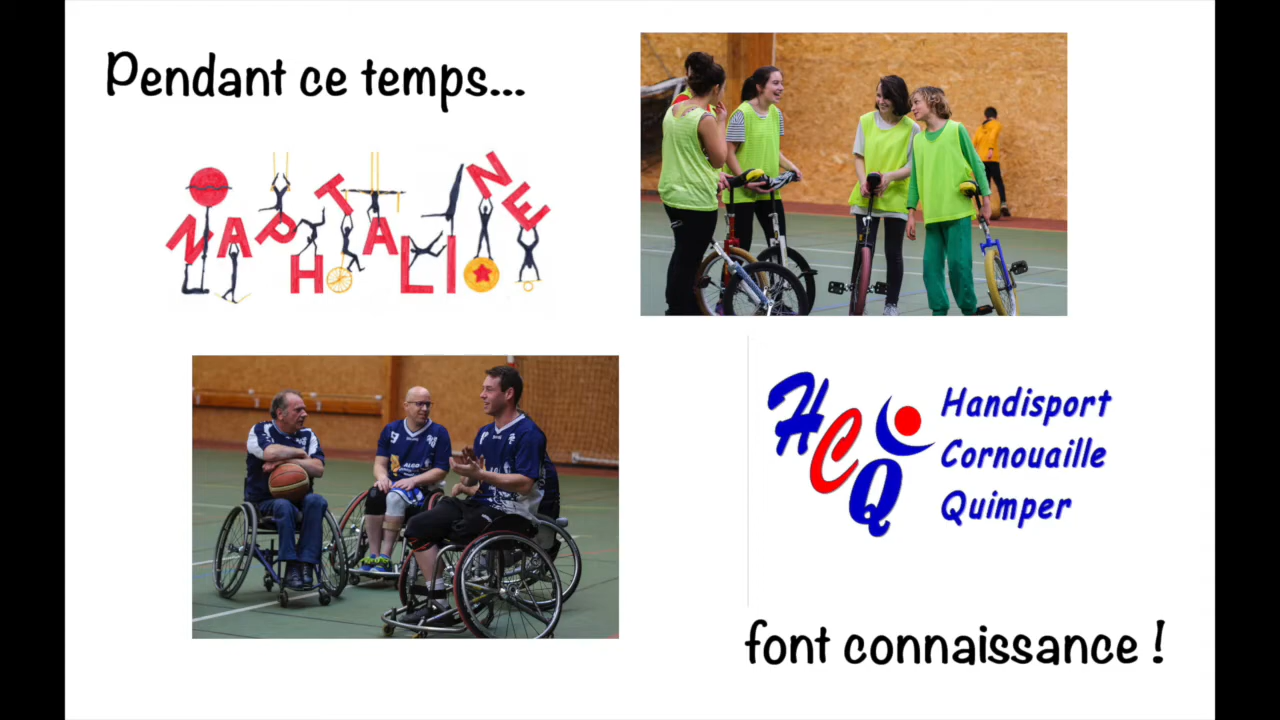 Pendant ce temps...
NAPHTALINE
HCQ
Handisport
Cornouaille
Quimper
font connaissance !